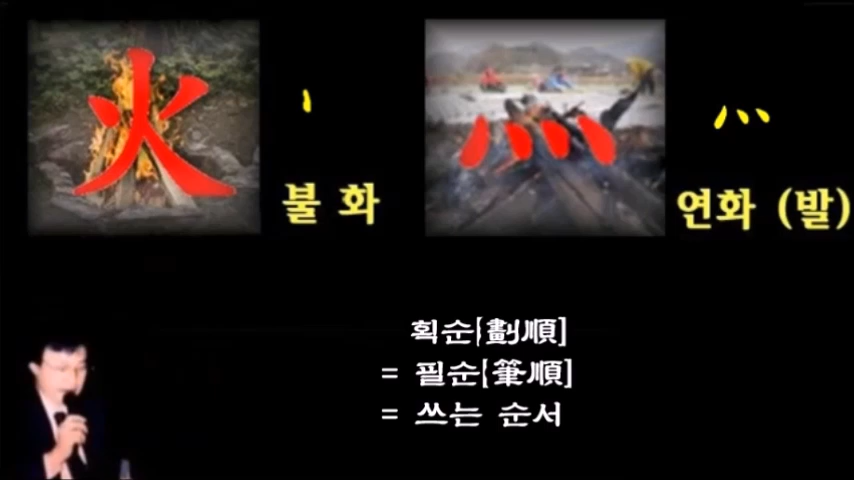 火
불 화
灬
연화 (발)
획순[劃順]
= 필순[筆順]
= 쓰는 순서